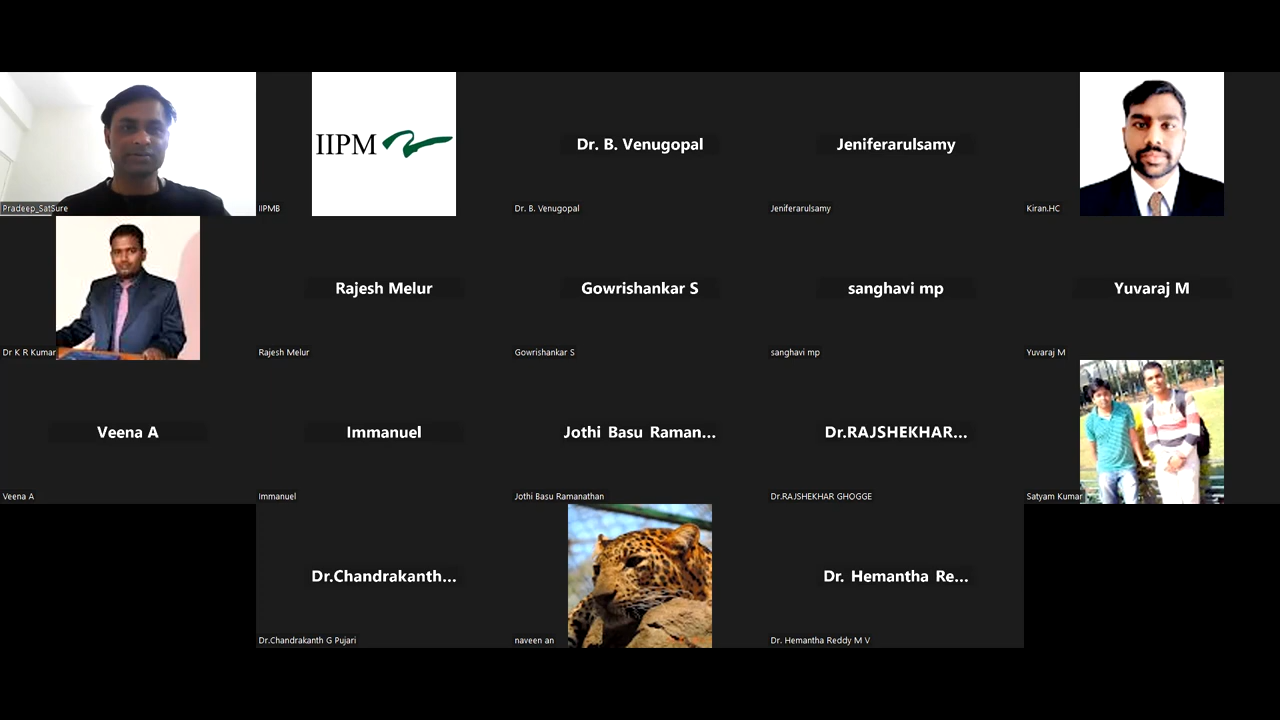 Pradeep_SatSure
IIPM
IIPMB
Dr. B. Venugopal
Dr. B. Venugopal
Jeniferarulsamy
Jeniferarulsamy
Kiran.HC
Dr K R Kumar
Rajesh Melur
Rajesh Melur
Gowrishankar S
Gowrishankar S
sanghavi mp
sanghavi mp
Yuvaraj M
Yuvaraj M
Veena A
Veena A
Immanuel
Immanuel
Jothi Basu Raman...
Jothi Basu Ramanathan
Dr.RAJSHEKHAR...
Dr.RAJSHEKHAR GHOGGE
Satyam Kumar
Dr.Chandrakanth...
Dr.Chandrakanth G Pujari
naveen an
Dr. Hemantha Re...
Dr. Hemantha Reddy M V